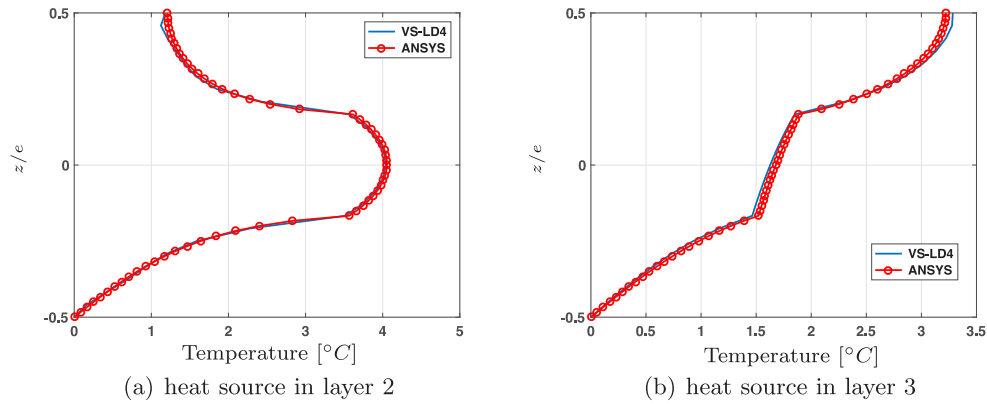 0.5
VS-LD4
ANSYS
z/e
0
-0.5
0 1 2 3 4 5
Temperature [°C]
(a) heat source in layer 2
0.5
z/e
0
VS-LD4
ANSYS
-0.5
0 0.5 1 1.5 2 2.5 3 3.5
Temperature [°C]
(b) heat source in layer 3